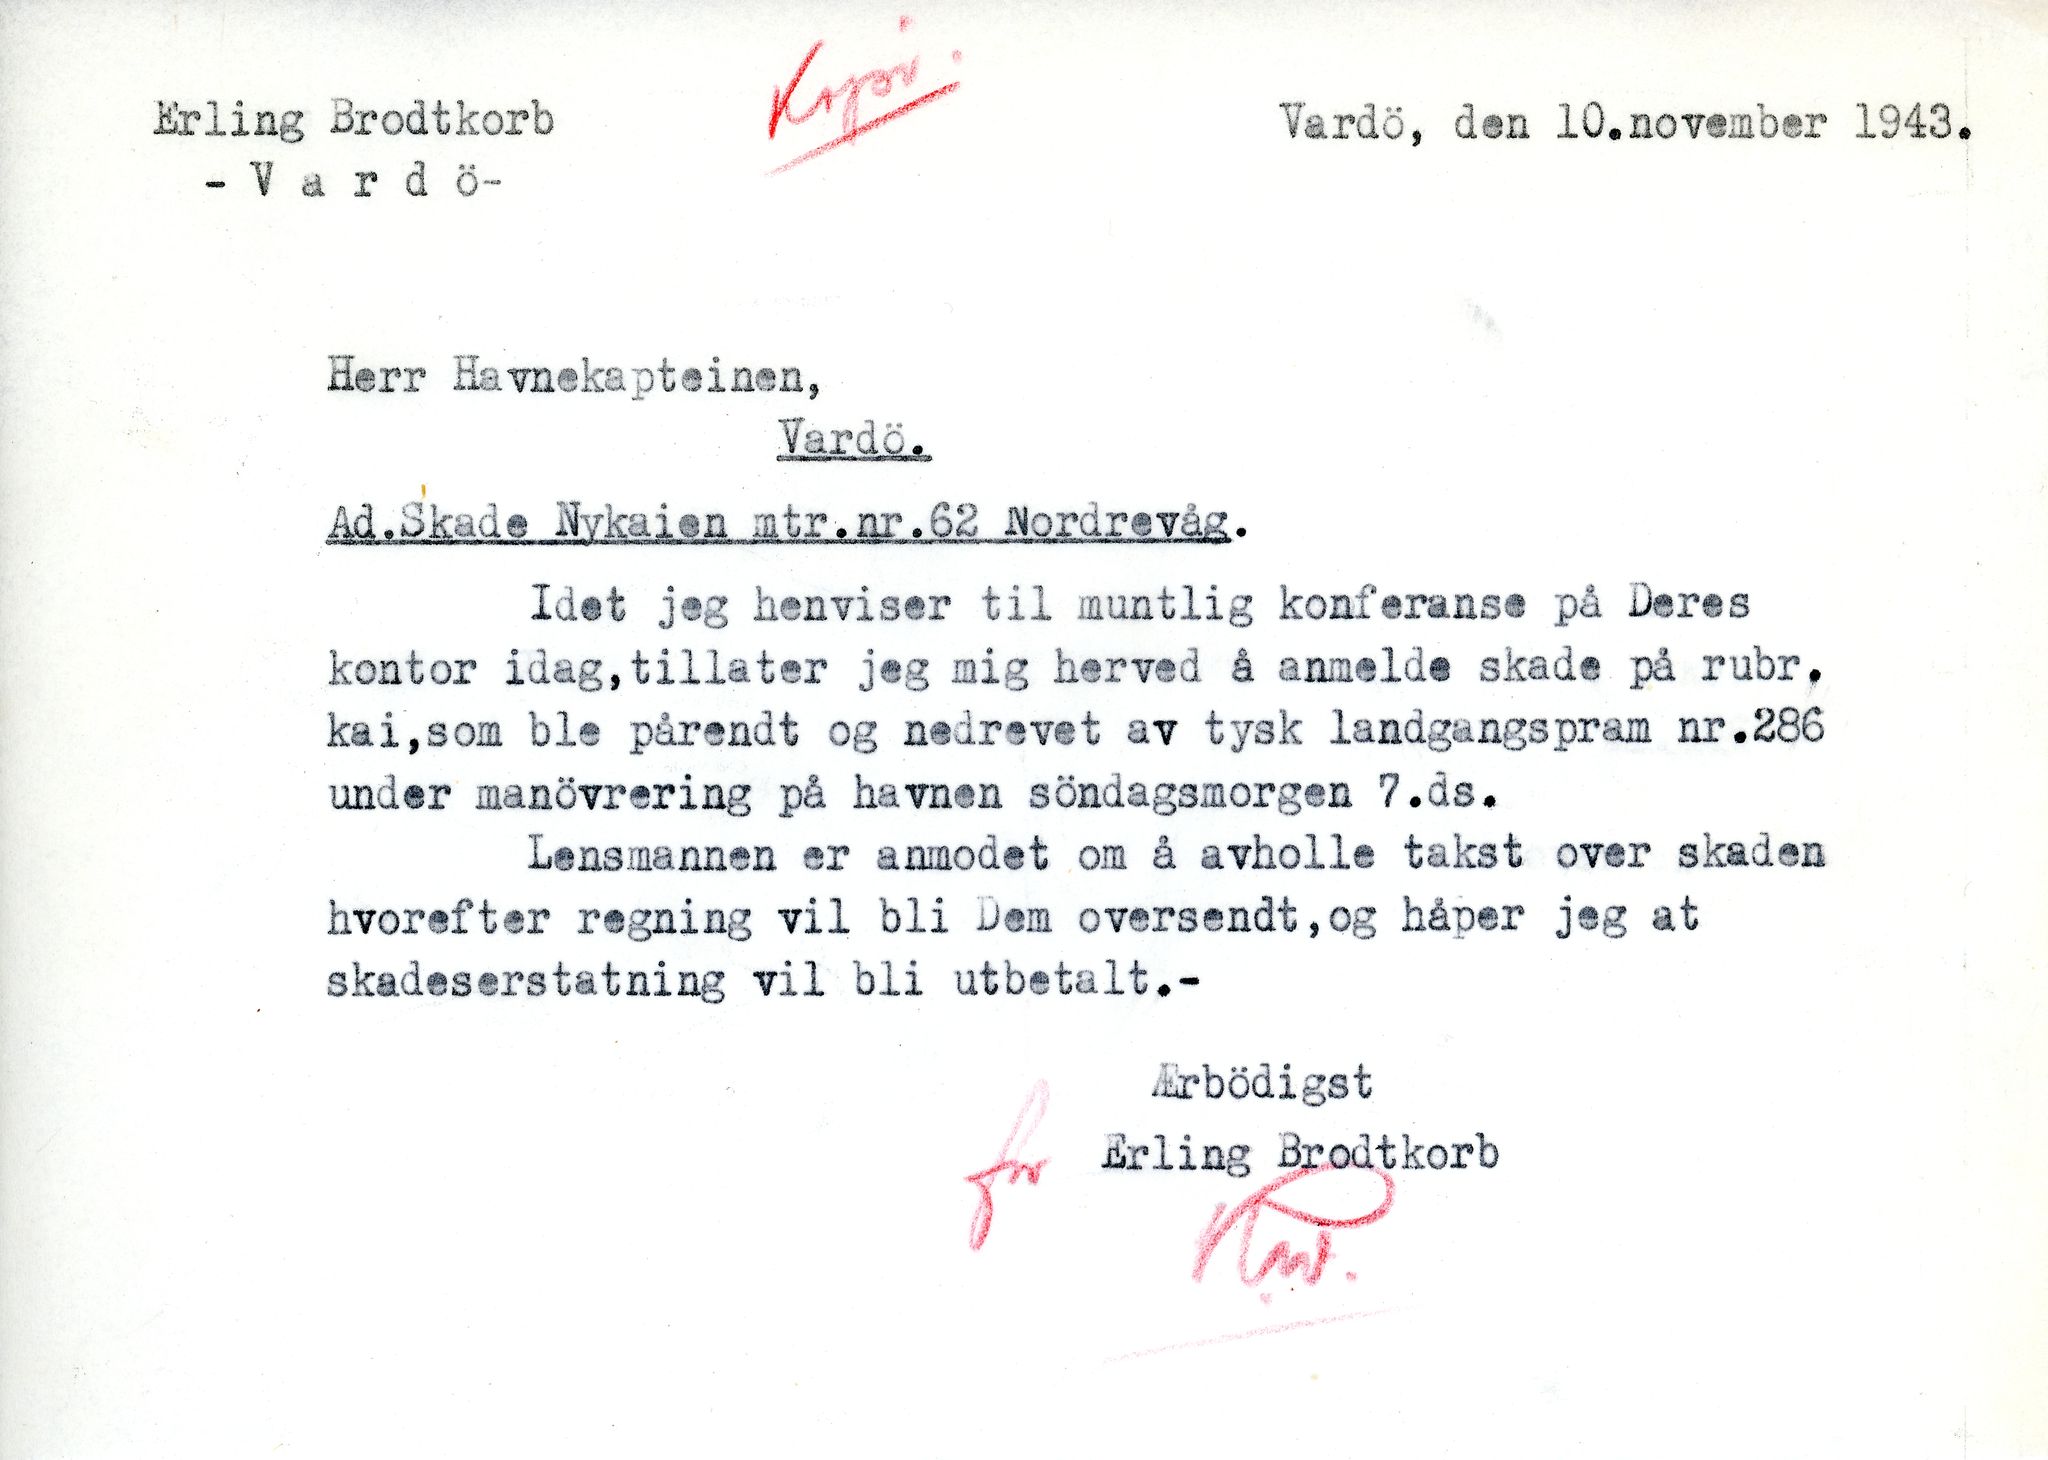 Kopi.
Erling Brodtkorb
Vardö, den 10.november 1943.
- V a r d ö-
Herr Havnekapteinen,
Vardö.
Ad.Skade Nykaien mtr.nr.62 Nordrevåg.
Idet jeg henviser til muntlig konferanse på Deres
kontor idag,tillater jeg mig herved å anmelde skade på rubr.
kai,som ble pårendt og nedrevet av tysk landgangspram nr.286
under manövrering på havnen söndagsmorgen 7.ds.
Lensmannen er anmodet om å avholle takst over skaden
hvorefter regning vil bli Dem oversendt,og håper jeg at
skadeserstatning vil bli utbetalt.-
Ærbödigst
for Erling Brodtkorb